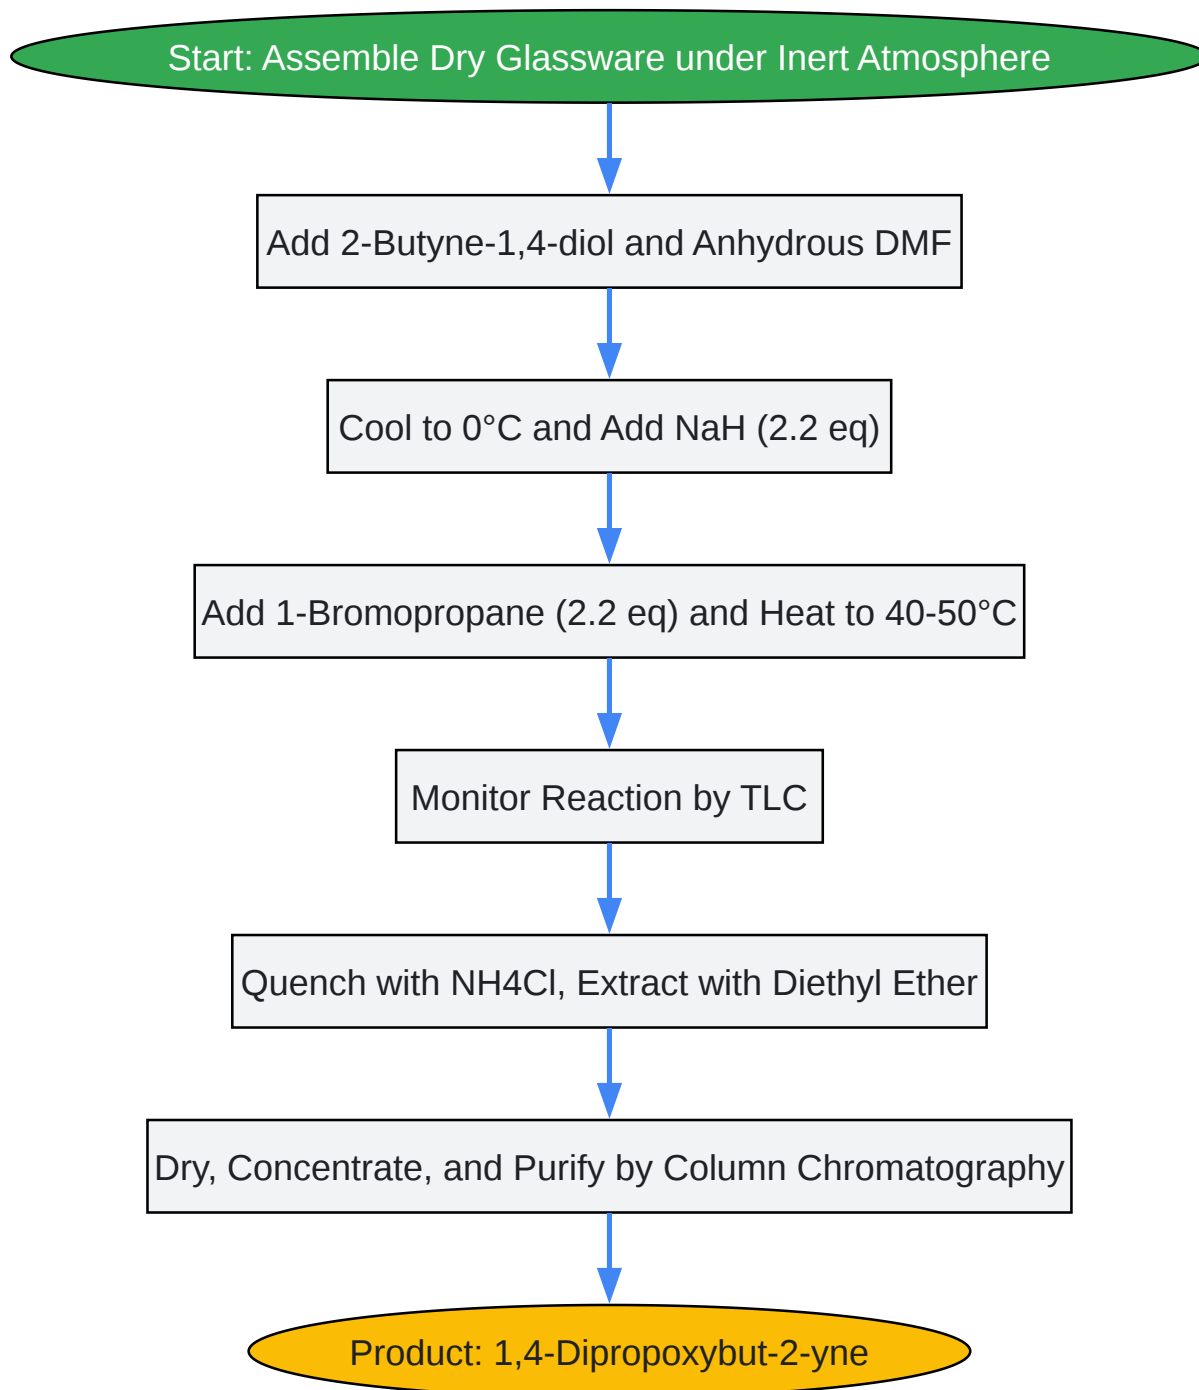 Start: Assemble Dry Glassware under Inert Atmosphere
Add 2-Butyne-1,4-diol and Anhydrous DMF
Cool to 0°C and Add NaH (2.2 eq)
Add 1-Bromopropane (2.2 eq) and Heat to 40-50°C
Monitor Reaction by TLC
Quench with NH4Cl, Extract with Diethyl Ether
Dry, Concentrate, and Purify by Column Chromatography
Product: 1,4-Dipropoxybut-2-yne